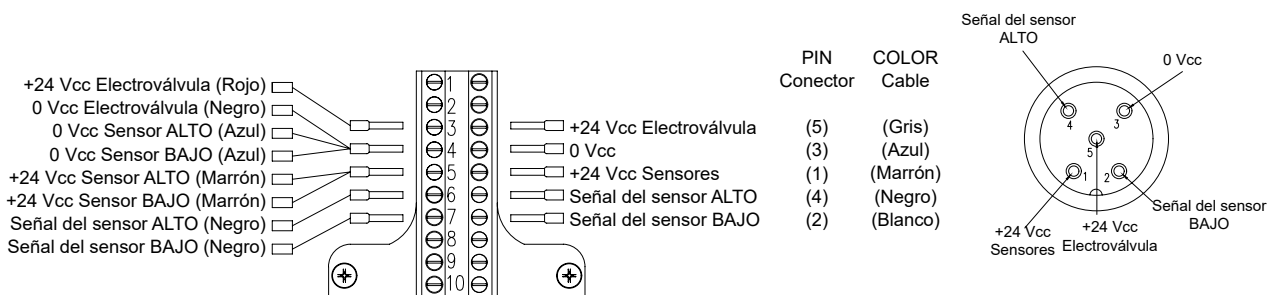 +24 Vcc Electroválvula (Rojo)
0 Vcc Electroválvula (Negro)
0 Vcc Sensor ALTO (Azul)
0 Vcc Sensor BAJO (Azul)
+24 Vcc Sensor ALTO (Marrón)
+24 Vcc Sensor BAJO (Marrón)
Señal del sensor ALTO (Negro)
Señal del sensor BAJO (Negro)
1
2
3
4
5
6
7
8
9
10
PIN COLOR
Conector Cable
+24 Vcc Electroválvula (5) (Gris)
0 Vcc (3) (Azul)
+24 Vcc Sensores (1) (Marrón)
Señal del sensor ALTO (4) (Negro)
Señal del sensor BAJO (2) (Blanco)
Señal del sensor
ALTO
0 Vcc
4
3
5
1
2
Señal del sensor
BAJO
+24 Vcc
Sensores
+24 Vcc
Electroválvula